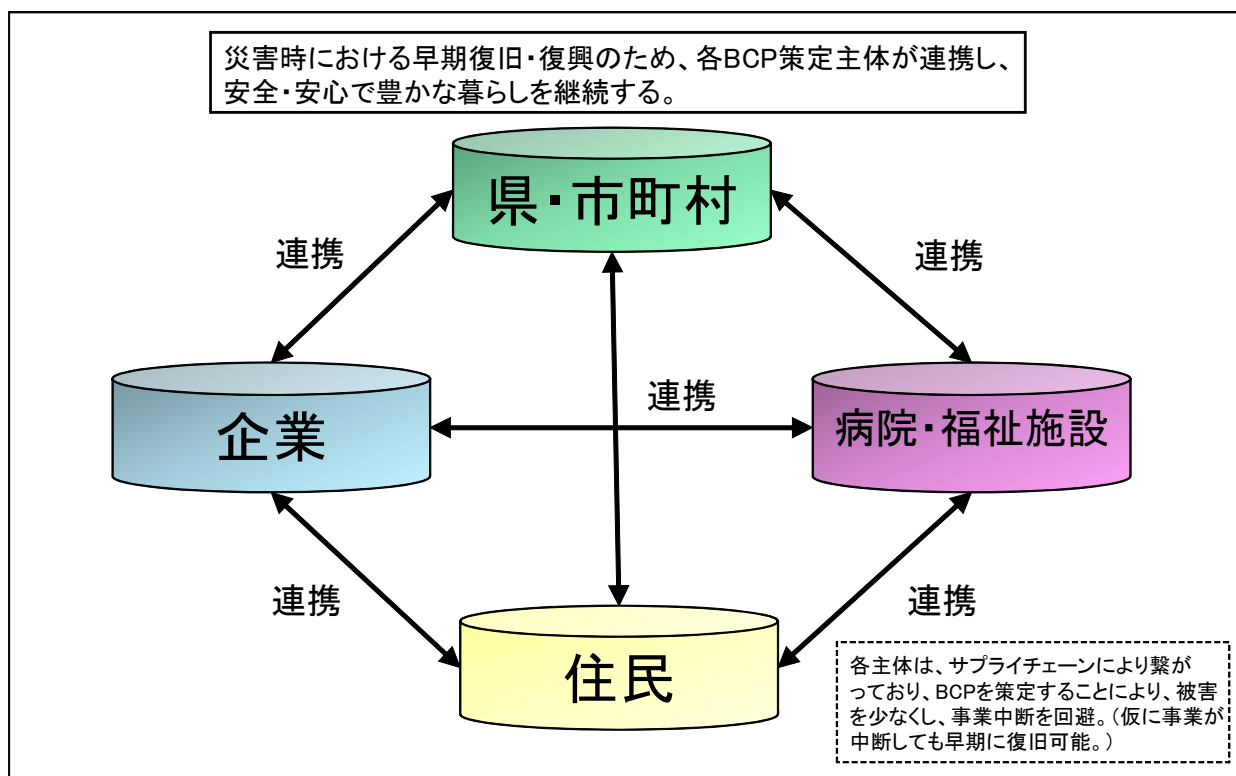 災害時における早期復旧・復興のため、各BCP策定主体が連携し、
安全・安心で豊かな暮らしを継続する。
県・市町村
連携
連携
企業
連携
病院・福祉施設
連携
連携
住民
各主体は、サプライチェーンにより繋が
っており、BCPを策定することにより、被害
を少なくし、事業中断を回避。（仮に事業が
中断しても早期に復旧可能。）